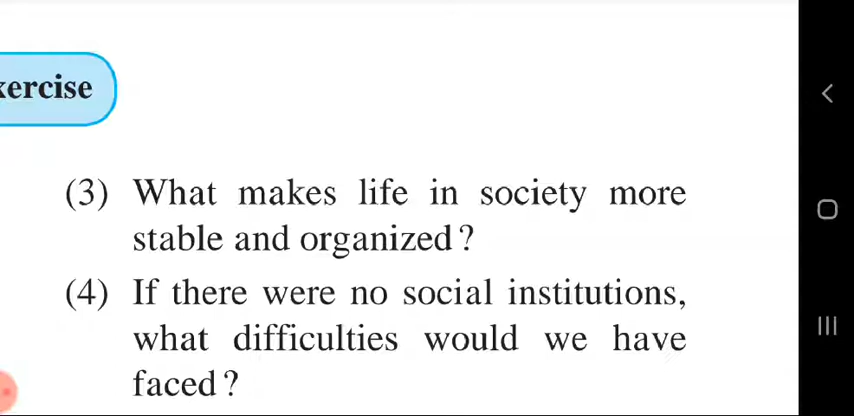 xercise
(3) What makes life in society more
stable and organized?
(4) If there were no social institutions,
what difficulties would we have
faced?